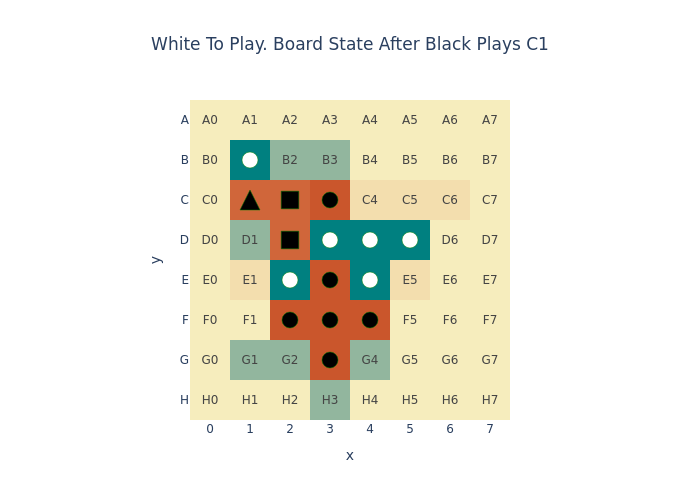 White To Play. Board State After Black Plays C1
A A0 A1 A2 A3 A4 A5 A6 A7
B B0 B2 B3 B4 B5 B6 B7
C C0 C4 C5 C6 C7
D D0 D1 D6 D7
E E0 E1 E5 E6 E7
F F0 F1 F5 F6 F7
G G0 G1 G2 G4 G5 G6 G7
H H0 H1 H2 H3 H4 H5 H6 H7
0 1 2 3 4 5 6 7
x
y